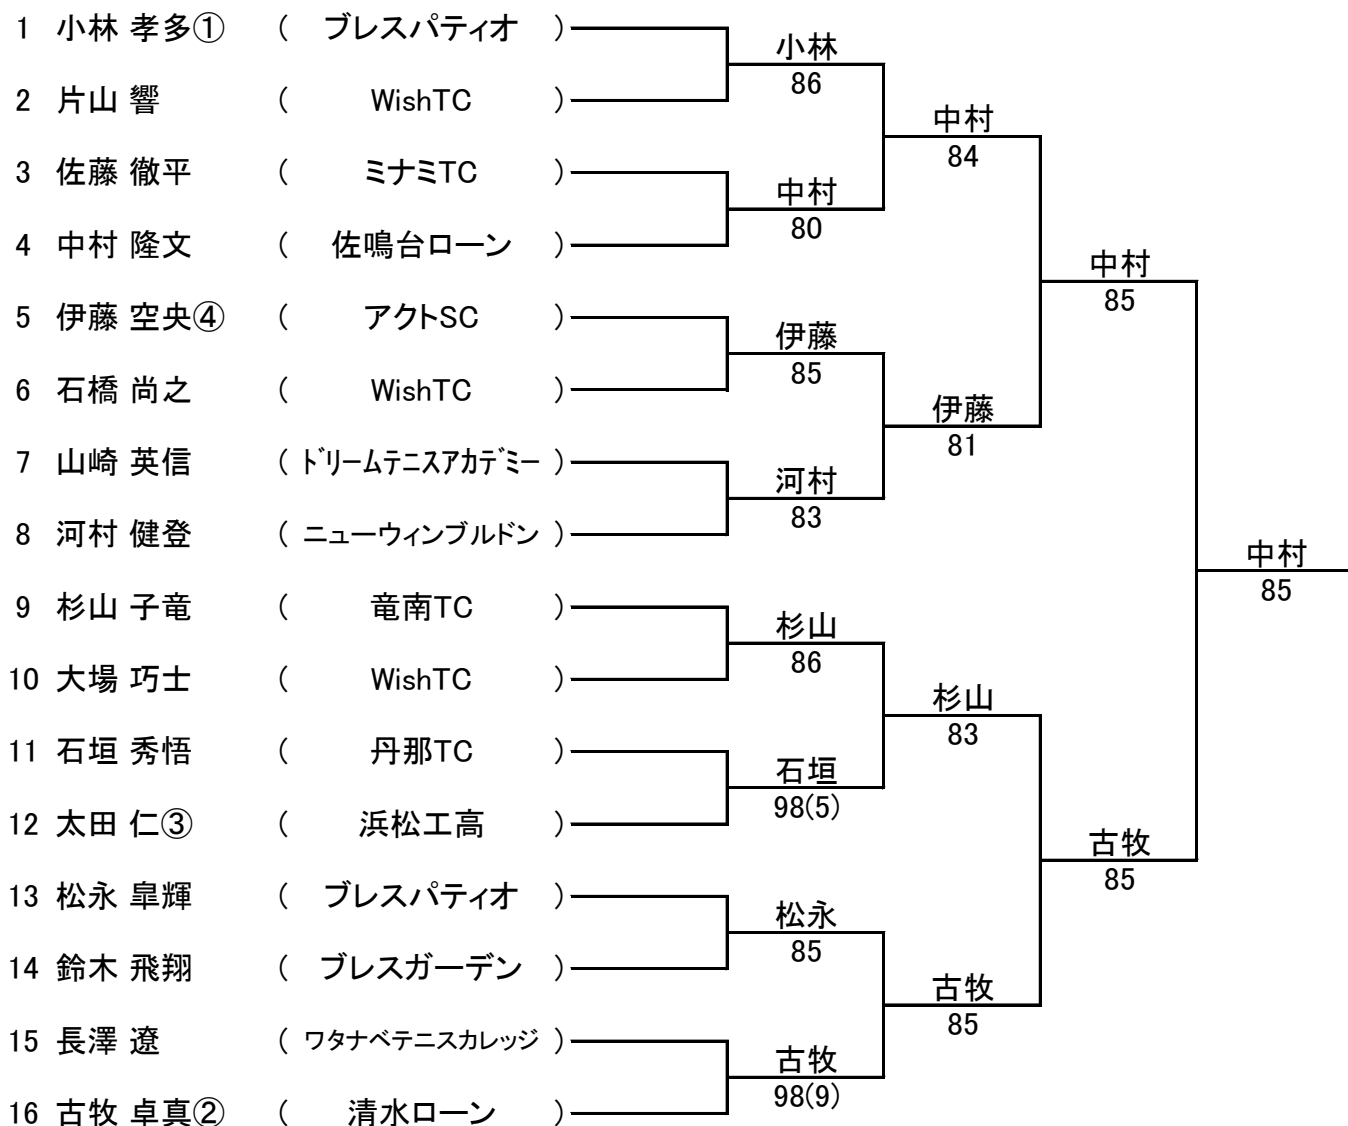 1 小林 孝多① ( ブレスパティオ )
小林
86
2 片山 響 ( WishTC )
中村
84
3 佐藤 徹平 ( ミナミTC )
中村
80
4 中村 隆文 ( 佐鳴台ローン )
中村
85
5 伊藤 空央④ ( アクトSC )
伊藤
85
6 石橋 尚之 ( WishTC )
伊藤
81
7 山崎 英信 ( ドリームテニスアカデミー )
河村
83
8 河村 健登 ( ニューウィンブルドン )
中村
85
9 杉山 子竜 ( 竜南TC )
杉山
86
10 大場 巧士 ( WishTC )
杉山
83
11 石垣 秀悟 ( 丹那TC )
石垣
98(5)
12 太田 仁③ ( 浜松工高 )
古牧
85
13 松永 皐輝 ( ブレスパティオ )
松永
85
14 鈴木 飛翔 ( ブレスガーデン )
古牧
85
15 長澤 遼 ( ワタナベテニスカレッジ )
古牧
98(9)
16 古牧 卓真② ( 清水ローン )